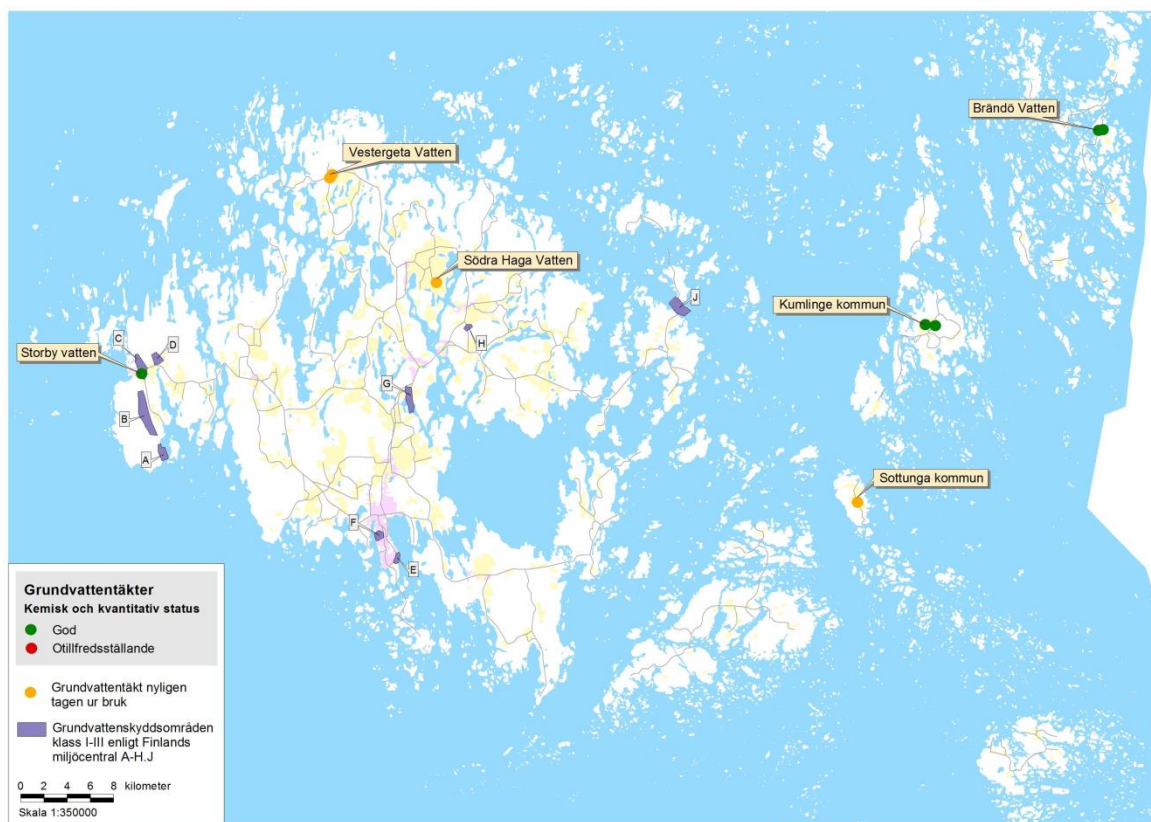 Brändö Vatten
Vestergeta Vatten
Södra Haga Vatten
J
Kumlinge kommun
C
D
H
Storby vatten
G
B
A
Sottunga kommun
F
E
Grundvattentäkter
Kemisk och kvantitativ status
God
Otillfredsställande
Grundvattentäkt nyligen
tagen ur bruk
Grundvattenskyddsområden
klass I-III enligt Finlands
miljöcentral A-H.J
0 2 4 6 8 kilometer
Skala 1:350000